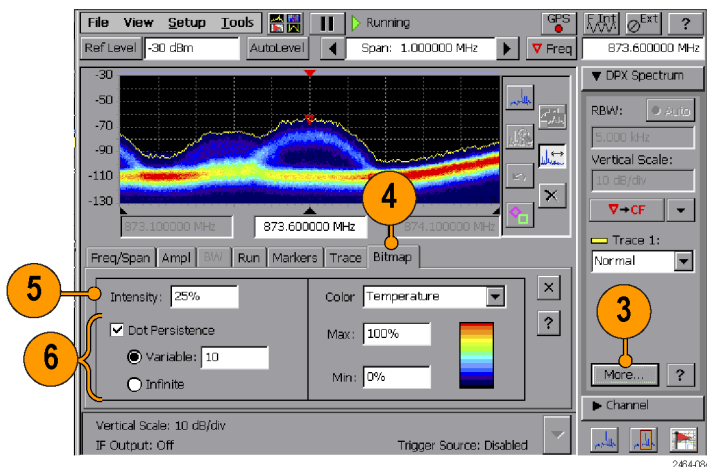 File View Setup Tools Running GPS F Int Ext ?
Ref Level -30 dBm AutoLevel Span: 1.000000 MHz Freq 873.600000 MHz
-30
-50
-70
-90
-110
-130
873.100000 MHz 873.600000 MHz 874.100000 MHz
DPX Spectrum
RBW: Auto
5.000 kHz
Vertical Scale:
10 dB/div
→CF
Trace 1:
Normal
More... ?
Channel
4
Freq/Span Ampl BW Run Markers Trace Bitmap
5
Intensity: 25%
Color Temperature
6
Dot Persistence
Variable: 10
Infinite
Max: 100%
Min: 0%
?
3
Vertical Scale: 10 dB/div
IF Output: Off
Trigger Source: Disabled